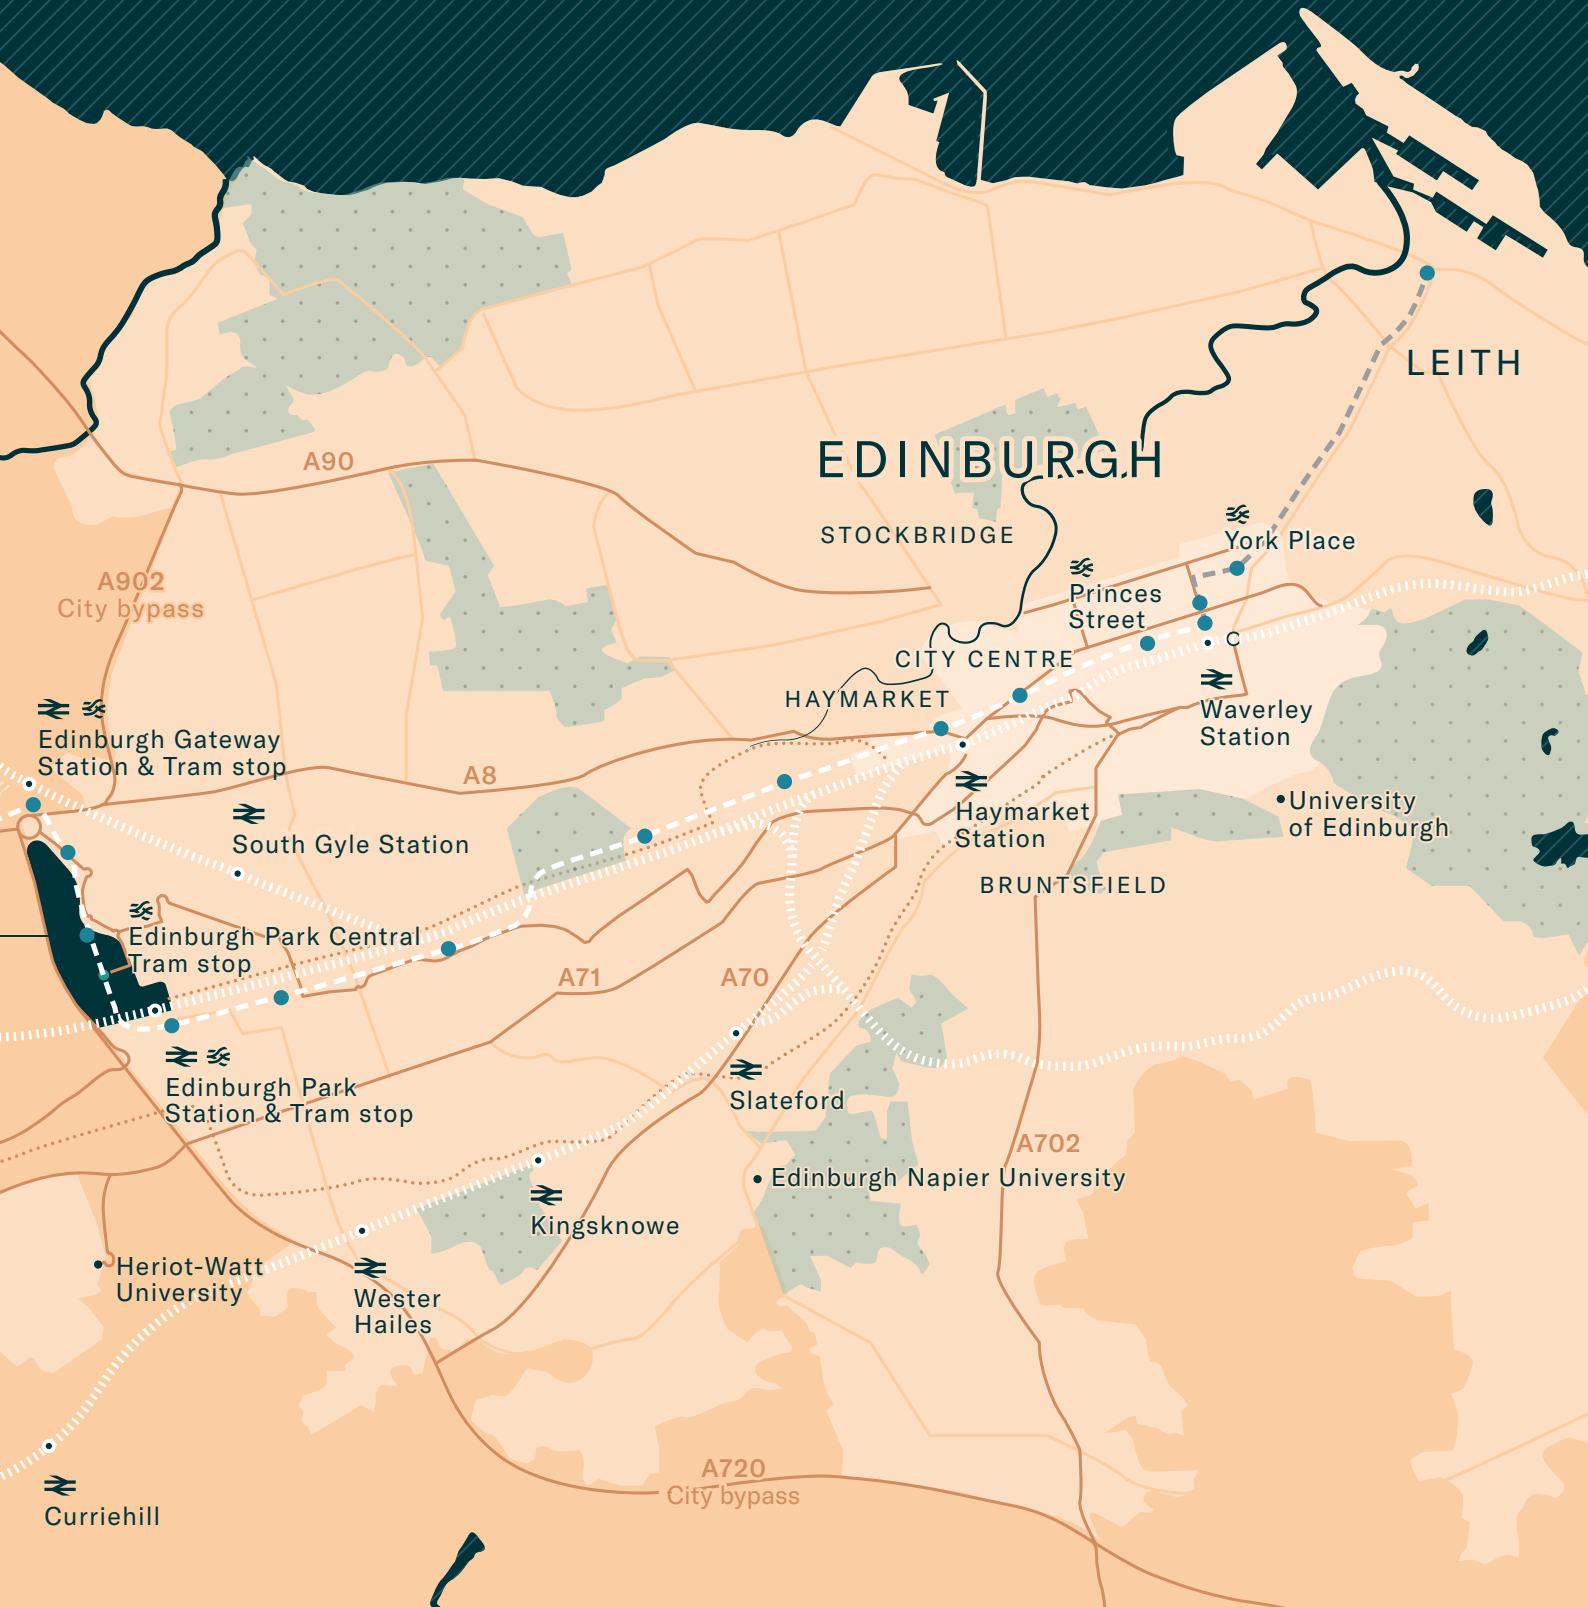 LEITH
EDINBURGH
A90
STOCKBRIDGE
York Place
A902
City bypass
Princes
Street
CITY CENTRE
HAYMARKET
Waverley
Station
Edinburgh Gateway
Station & Tram stop
A8
Haymarket
Station
University
of Edinburgh
South Gyle Station
BRUNTSFIELD
Edinburgh Park Central
Tram stop
A71
A70
Edinburgh Park
Station & Tram stop
Slateford
A702
Edinburgh Napier University
Kingsknowe
Heriot-Watt
University
Wester
Hailes
A720
City bypass
Curriehill